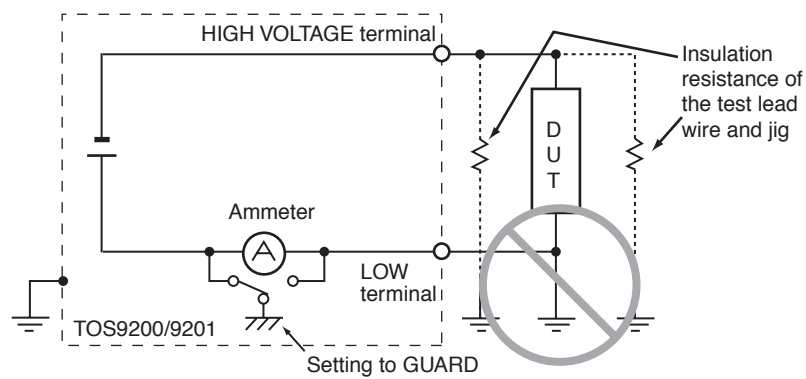 HIGH VOLTAGE terminal
Insulation
resistance of
the test lead
wire and jig
D
U
T
Ammeter
A
LOW
terminal
TOS9200/9201
Setting to GUARD